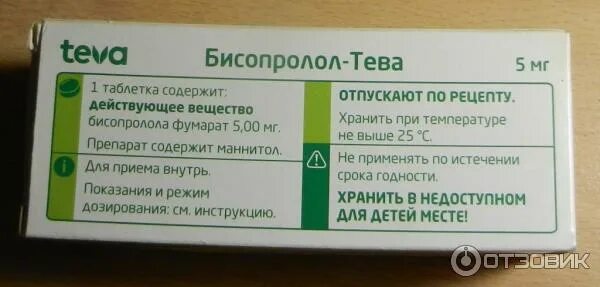 teva
Бисопролол-Тева
5 мг
1 таблетка содержит:
действующее вещество
бисопролола фумарат 5,00 мг.
Препарат содержит маннитол.
Для приема внутрь.
Показания и режим
дозирования: см. инструкцию.
ОТПУСКАЮТ ПО РЕЦЕПТУ.
Хранить при температуре
не выше 25 °C.
Не применять по истечении
срока годности.
ХРАНИТЬ В НЕДОСТУПНОМ
ДЛЯ ДЕТЕЙ МЕСТЕ!
ОТЗОВИК